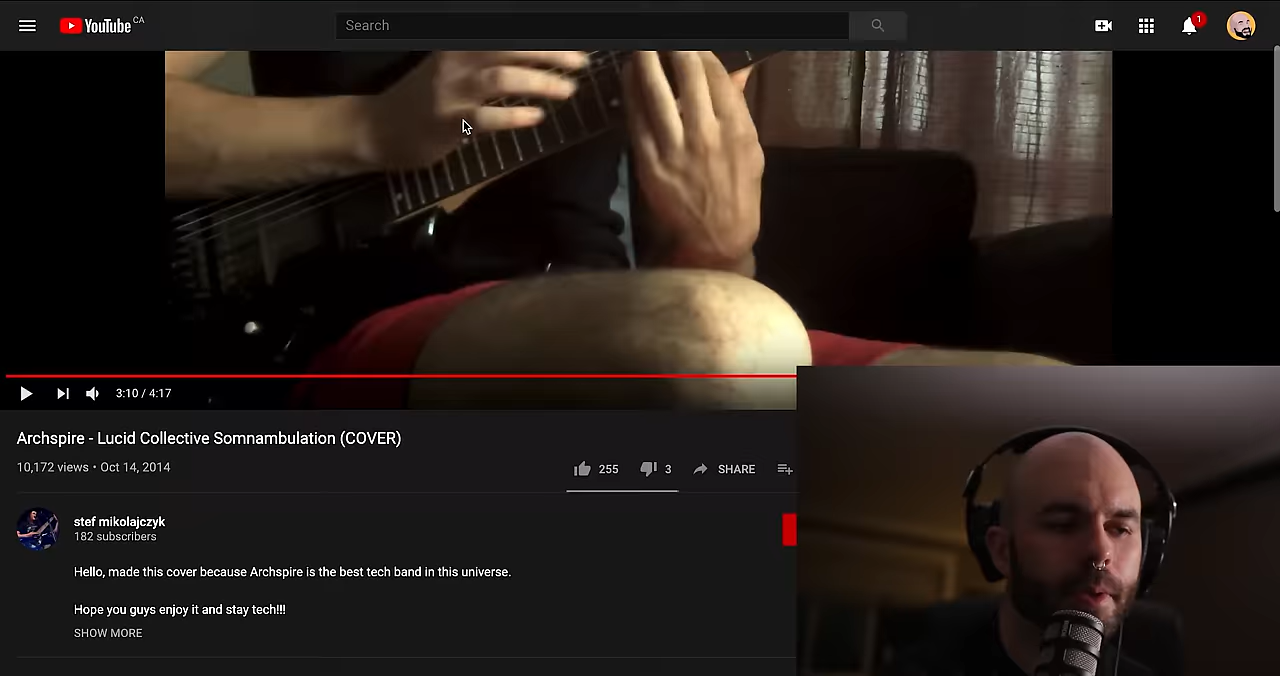 YouTube CA
Search
1
3:10 / 4:17
Archspire - Lucid Collective Somnambulation (COVER)
10,172 views • Oct 14, 2014
255
3
SHARE
stef mikolajczyk
182 subscribers
Hello, made this cover because Archspire is the best tech band in this universe.
Hope you guys enjoy it and stay tech!!!
SHOW MORE